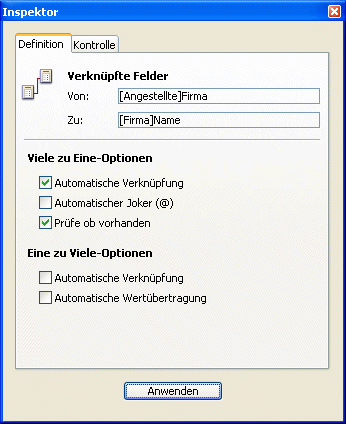 Inspektor
Definition Kontrolle
Verknüpfte Felder
Von: [Angestellte]Firma
Zu: [Firma]Name
Viele zu Eine-Optionen
Automatische Verknüpfung
Automatischer Joker (@)
Prüfe ob vorhanden
Eine zu Viele-Optionen
Automatische Verknüpfung
Automatische Wertübertragung
Anwenden